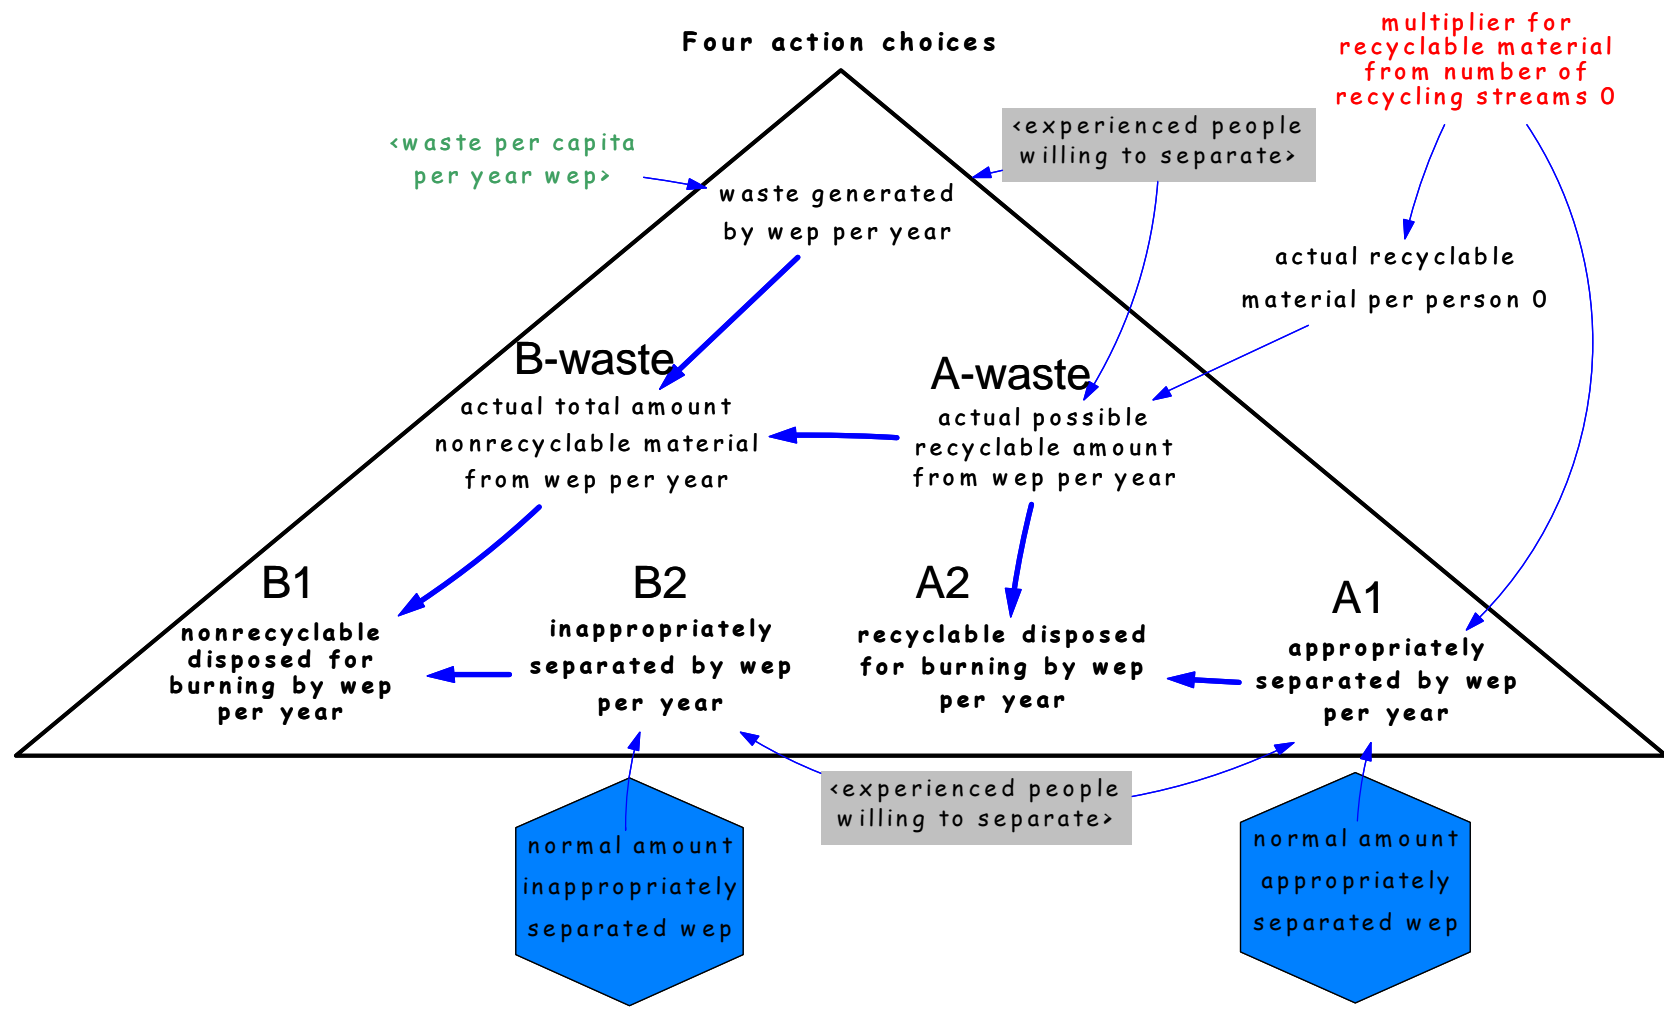 Four action choices
multiplier for
recyclable material
from number of
recycling streams 0
<waste per capita
per year wep>
<experienced people
willing to separate>
waste generated
by wep per year
actual recyclable
material per person 0
B-waste
actual total amount
nonrecyclable material
from wep per year
A-waste
actual possible
recyclable amount
from wep per year
B1
nonrecyclable
disposed for
burning by wep
per year
B2
inappropriately
separated by wep
per year
A2
recyclable disposed
for burning by wep
per year
A1
appropriately
separated by wep
per year
<experienced people
willing to separate>
normal amount
inappropriately
separated wep
normal amount
appropriately
separated wep